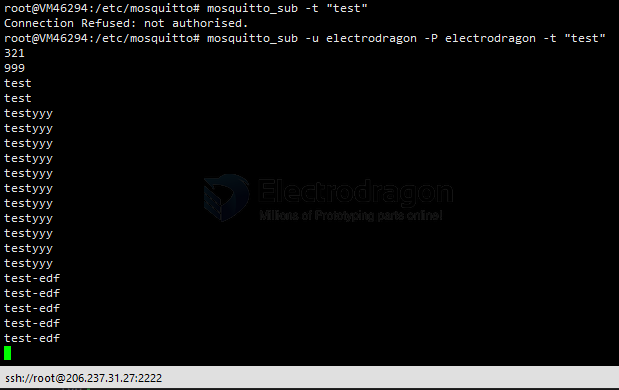 root@VM46294:/etc/mosquitto# mosquitto_sub -t "test"
Connection Refused: not authorised.
root@VM46294:/etc/mosquitto# mosquitto_sub -u electrodragon -P electrodragon -t "test"
321
999
test
test
testyyy
testyyy
testyyy
testyyy
testyyy
testyyy
testyyy
testyyy
testyyy
testyyy
testyyy
test-edf
test-edf
test-edf
test-edf
test-edf
Electrodragon
Millions of Prototyping parts online!
ssh://root@206.237.31.27:2222